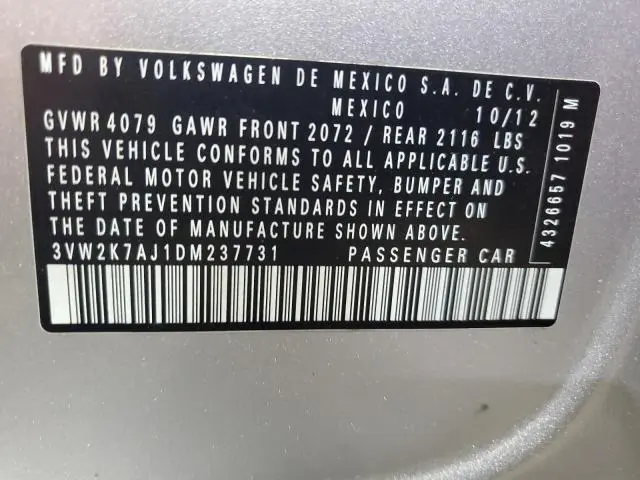 MFD BY VOLKSWAGEN DE MEXICO S.A. DE C.V.
MEXICO 10/12
GVWR 4079 GAWR FRONT 2072 / REAR 2116 LBS
THIS VEHICLE CONFORMS TO ALL APPLICABLE U.S.
FEDERAL MOTOR VEHICLE SAFETY, BUMPER AND
THEFT PREVENTION STANDARDS IN EFFECT ON
THE DATE OF MANUFACTURE SHOWN ABOVE.
3VW2K7AJ1DM237731 PASSENGER CAR
4326657 1019 M